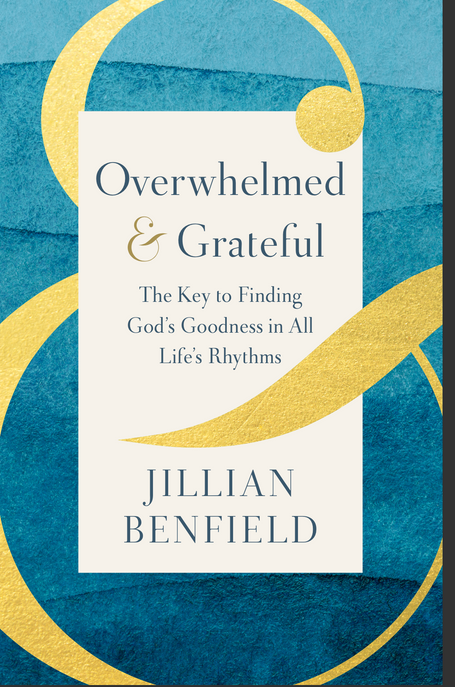 Overwhelmed
& Grateful
The Key to Finding
God's Goodness in All
Life's Rhythms
JILLIAN
BENFIELD